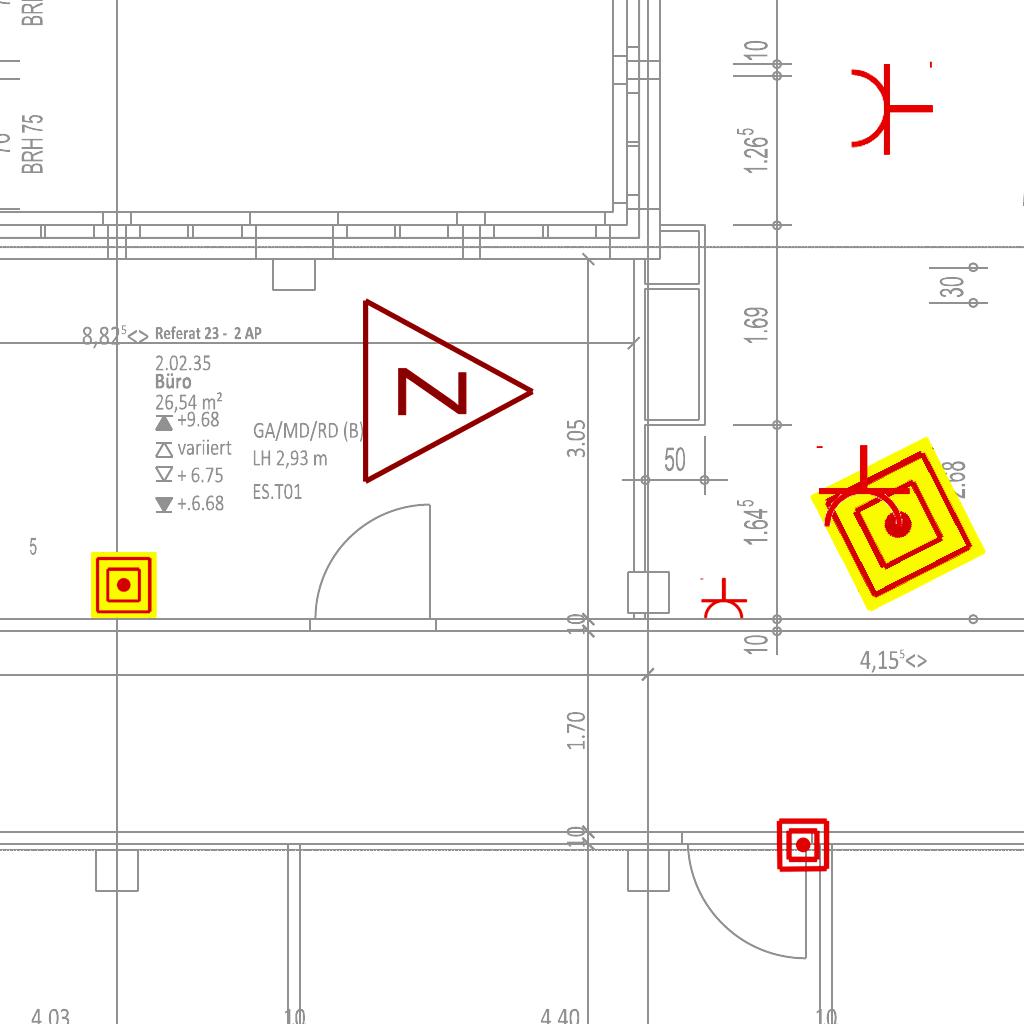 BRH 75
10
1.26⁵
30
1.69
8,82⁵<>
Referat 23 - 2 AP
2.02.35
Büro
26,54 m²
+9.68
variiert
+ 6.75
+.6.68
GA/MD/RD (B)
LH 2,93 m
ES.T01
N
3.05
50
1.64⁵
2.68
5
10
10
4,15⁵<>
1.70
10
4.03
10
4.40
10